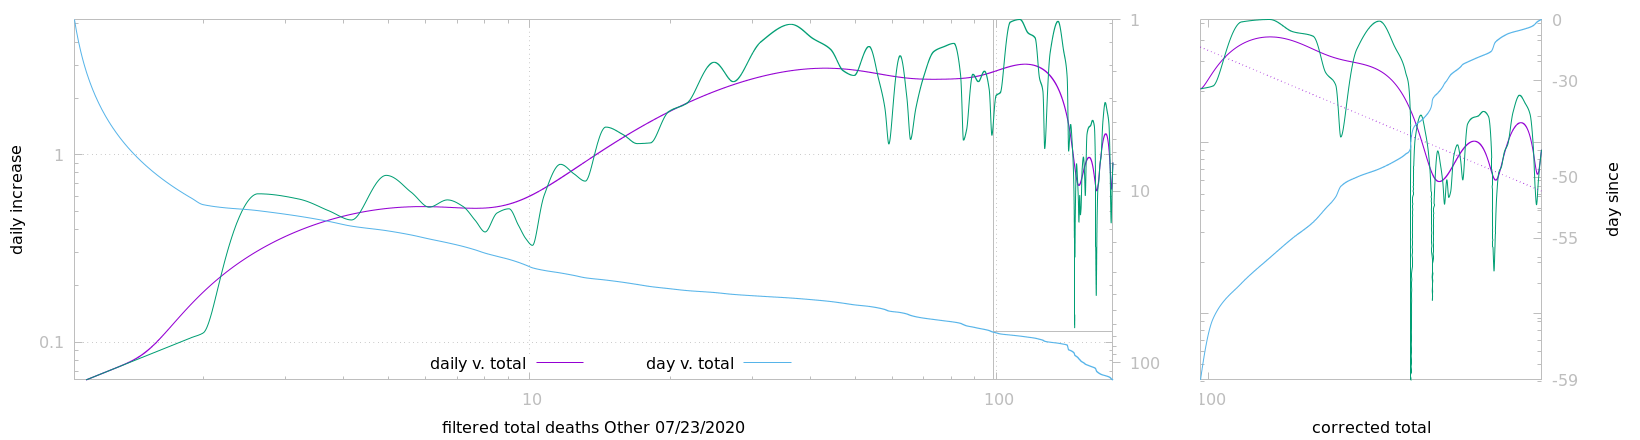 daily increase
1
0.1
10
100
1
10
100
daily v. total
day v. total
filtered total deaths Other 07/23/2020
0
-30
-50
-55
-59
day since
100
corrected total